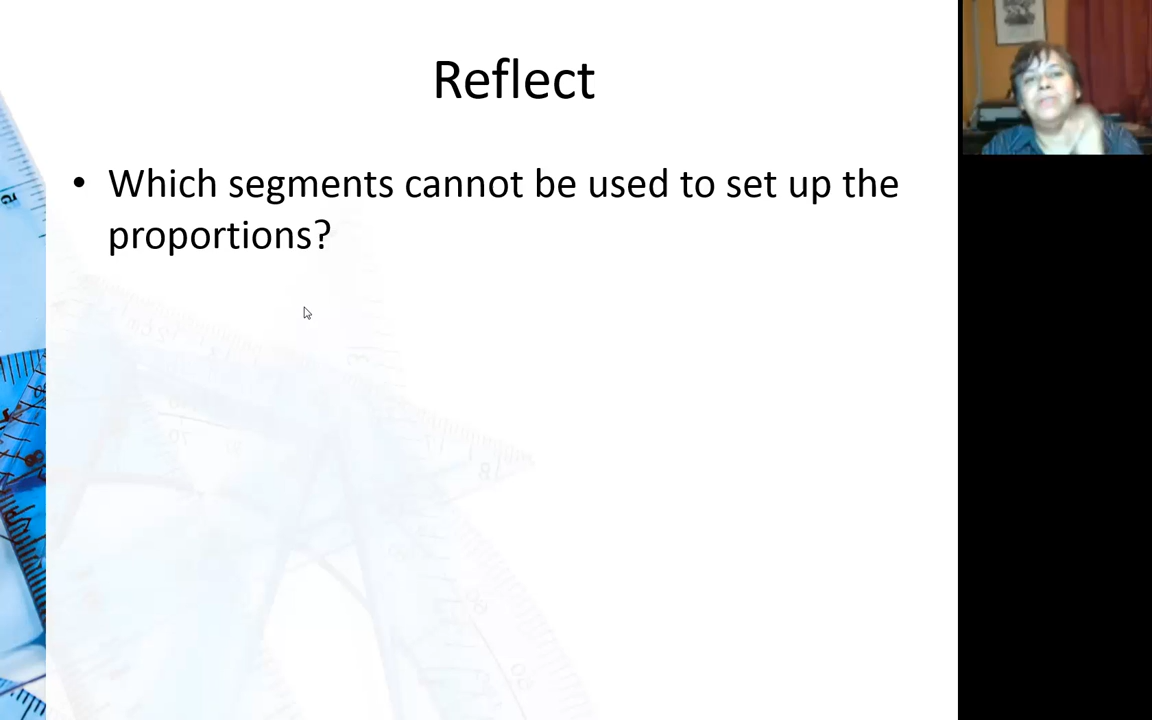 Reflect
• Which segments cannot be used to set up the
proportions?